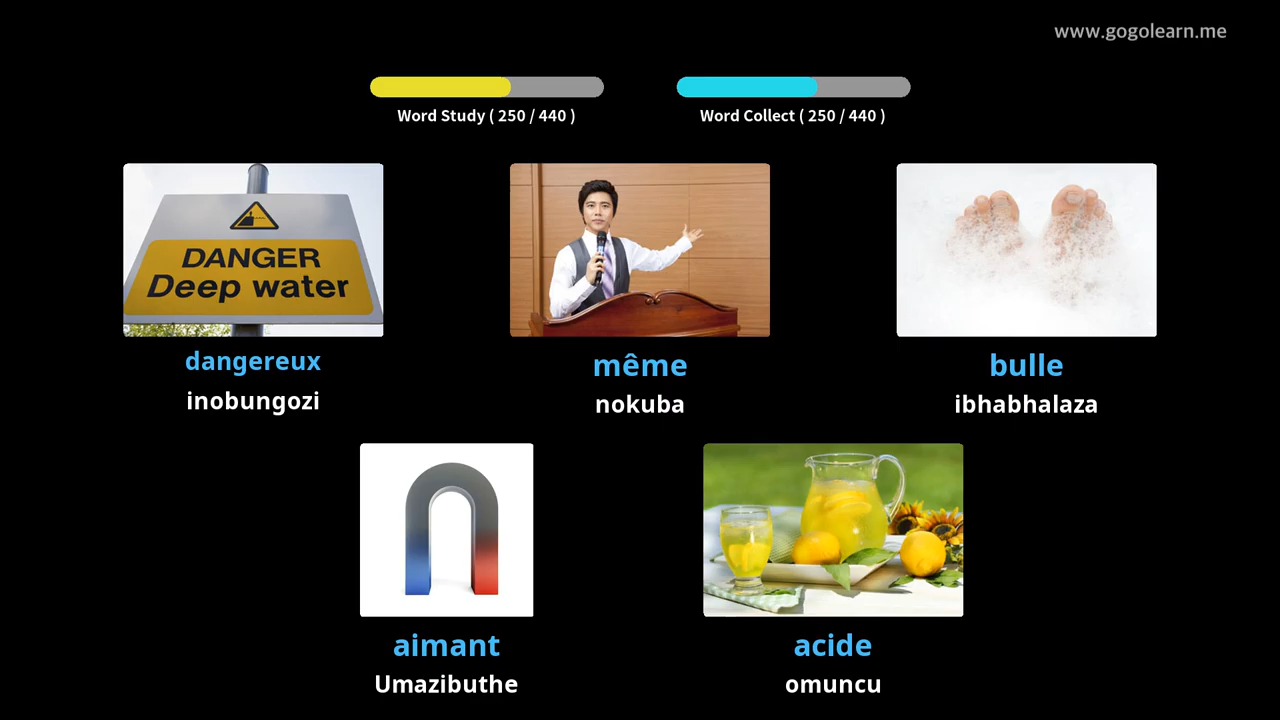 www.gogolearn.me
Word Study ( 250 / 440 )
Word Collect ( 250 / 440 )
DANGER
Deep water
dangereux
inobungozi
même
nokuba
bulle
ibhabhalaza
aimant
Umazibuthe
acide
omuncu